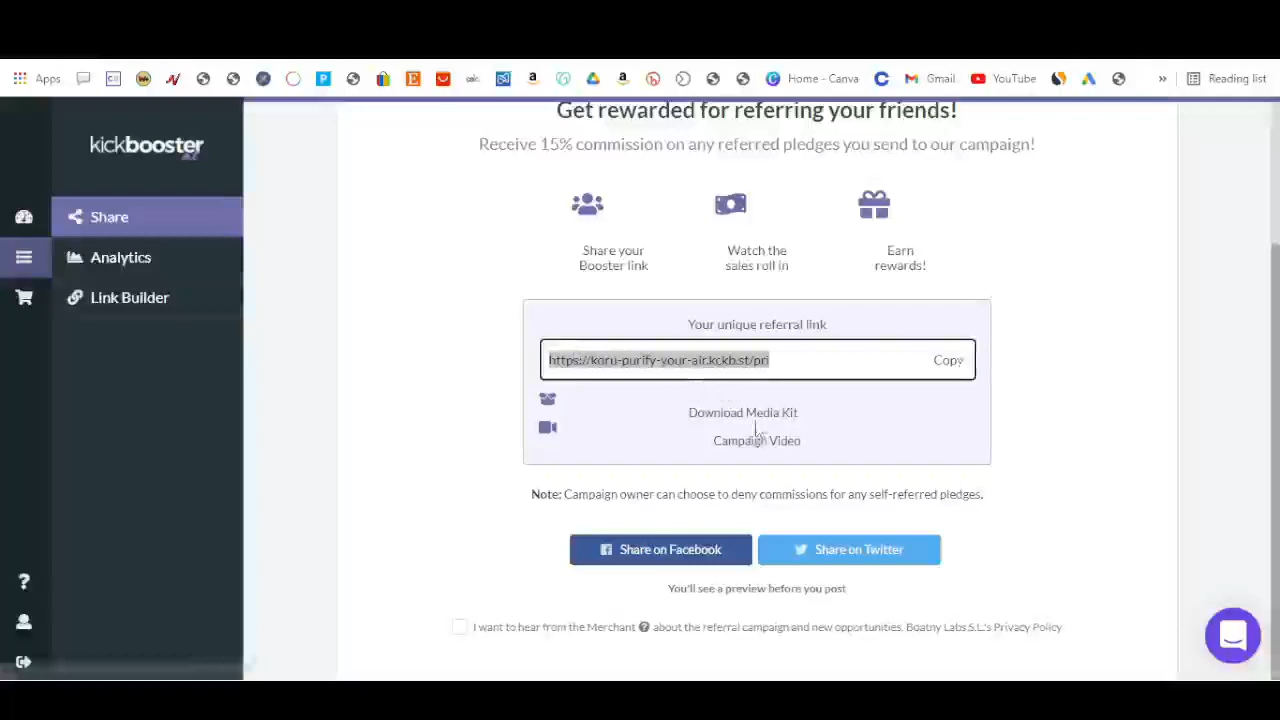 Apps
Home - Canva
Gmail
YouTube
»
Reading list
kickbooster
Share
Analytics
Link Builder
Get rewarded for referring your friends!
Receive 15% commission on any referred pledges you send to our campaign!
Share your
Booster link
Watch the
sales roll in
Earn
rewards!
Your unique referral link
https://koru-purify-your-air.kckb.st/pri
Copy
Download Media Kit
Campaign Video
Note: Campaign owner can choose to deny commissions for any self-referred pledges.
Share on Facebook
Share on Twitter
You'll see a preview before you post
I want to hear from the Merchant ? about the referral campaign and new opportunities. Boatny Labs S.L.'s Privacy Policy